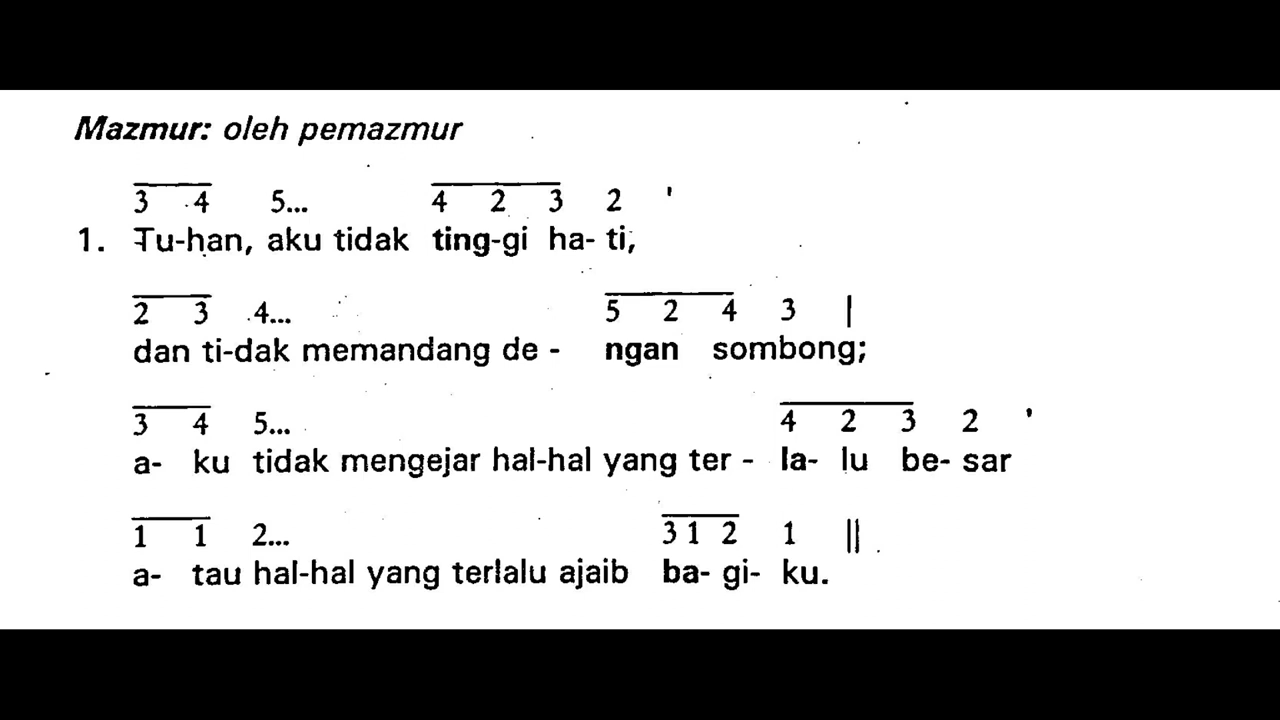 Mazmur: oleh pemazmur
3 4 5... 4 2 3 2 '
1. Tu-han, aku tidak ting-gi ha- ti,
2 3 4... 5 2 4 3 |
dan ti-dak memandang de - ngan sombong;
3 4 5... 4 2 3 2 '
a- ku tidak mengejar hal-hal yang ter - la- lu be- sar
1 1 2... 3 1 2 1 ||
a- tau hal-hal yang terlalu ajaib ba- gi- ku.